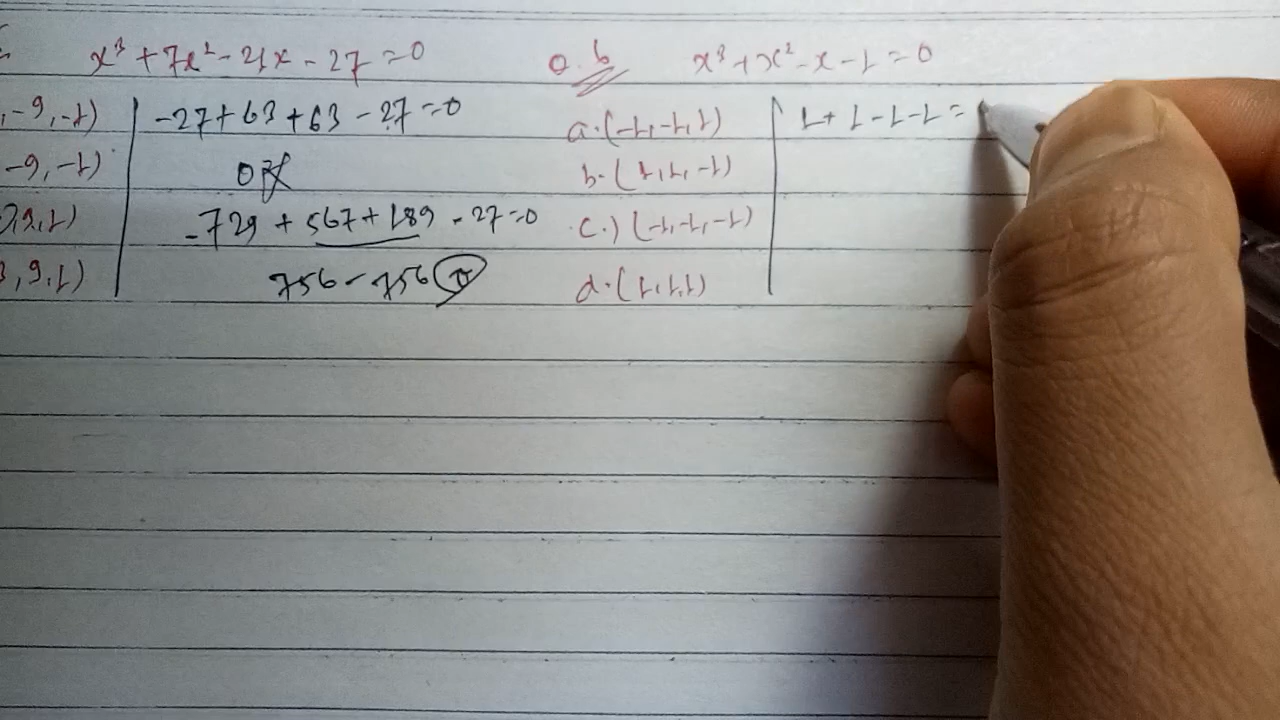 x³ + 7x² - 21x - 27 = 0
, -9, -1)
-27 + 63 + 63 - 27 = 0
-9, -1)
0
,9,1)
-729 + 567 + 189 - 27 = 0
,9,1)
756 - 756
Q.6 x³ + x² - x - 1 = 0
a. (-1, -1, 1)
1 + 1 - 1 - 1 =
b. (1, 1, -1)
c.) (-1, -1, -1)
d. (1, 1, 1)